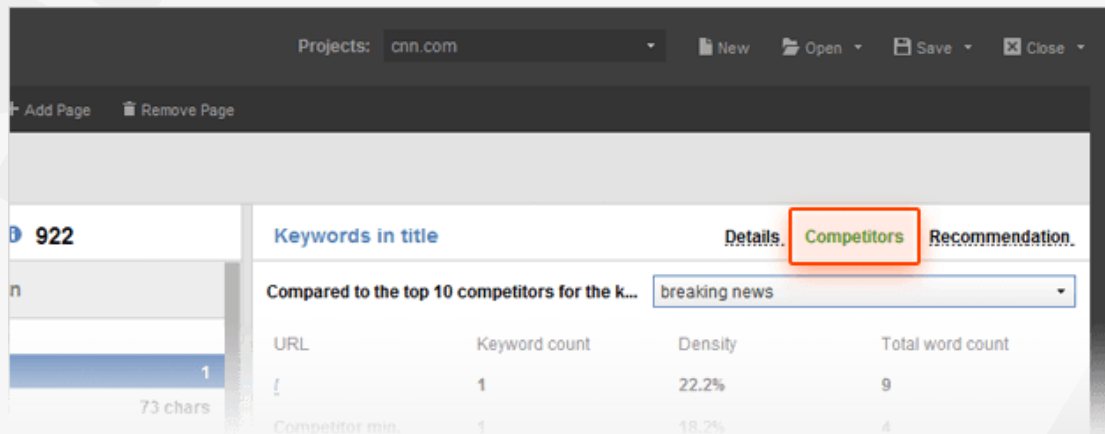 Projects: cnn.com New Open Save Close
Add Page Remove Page
922 Keywords in title Details Competitors Recommendation
n Compared to the top 10 competitors for the k... breaking news
URL Keyword count Density Total word count
1 / 1 22.2% 9
73 chars
Competitor min. 1 18.2% 4